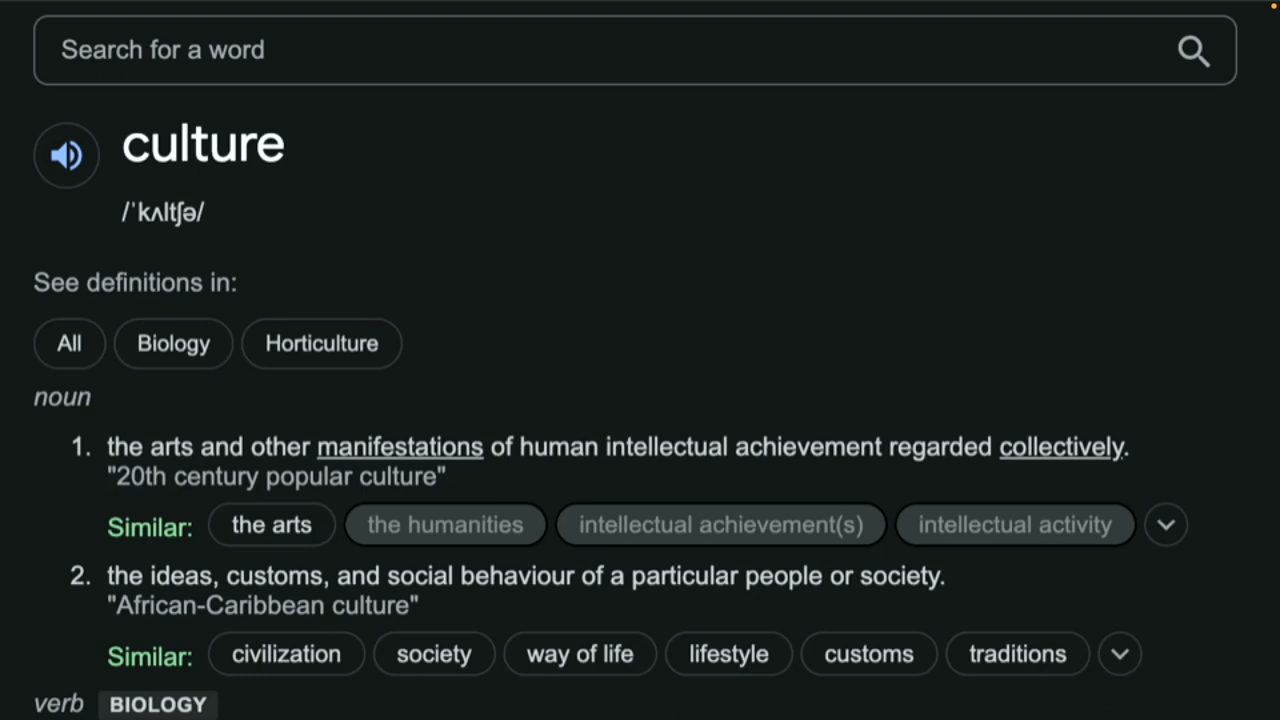 Search for a word
culture
/ˈkʌltʃə/
See definitions in:
All Biology Horticulture
noun
1. the arts and other manifestations of human intellectual achievement regarded collectively.
"20th century popular culture"
Similar: the arts the humanities intellectual achievement(s) intellectual activity
2. the ideas, customs, and social behaviour of a particular people or society.
"African-Caribbean culture"
Similar: civilization society way of life lifestyle customs traditions
verb BIOLOGY